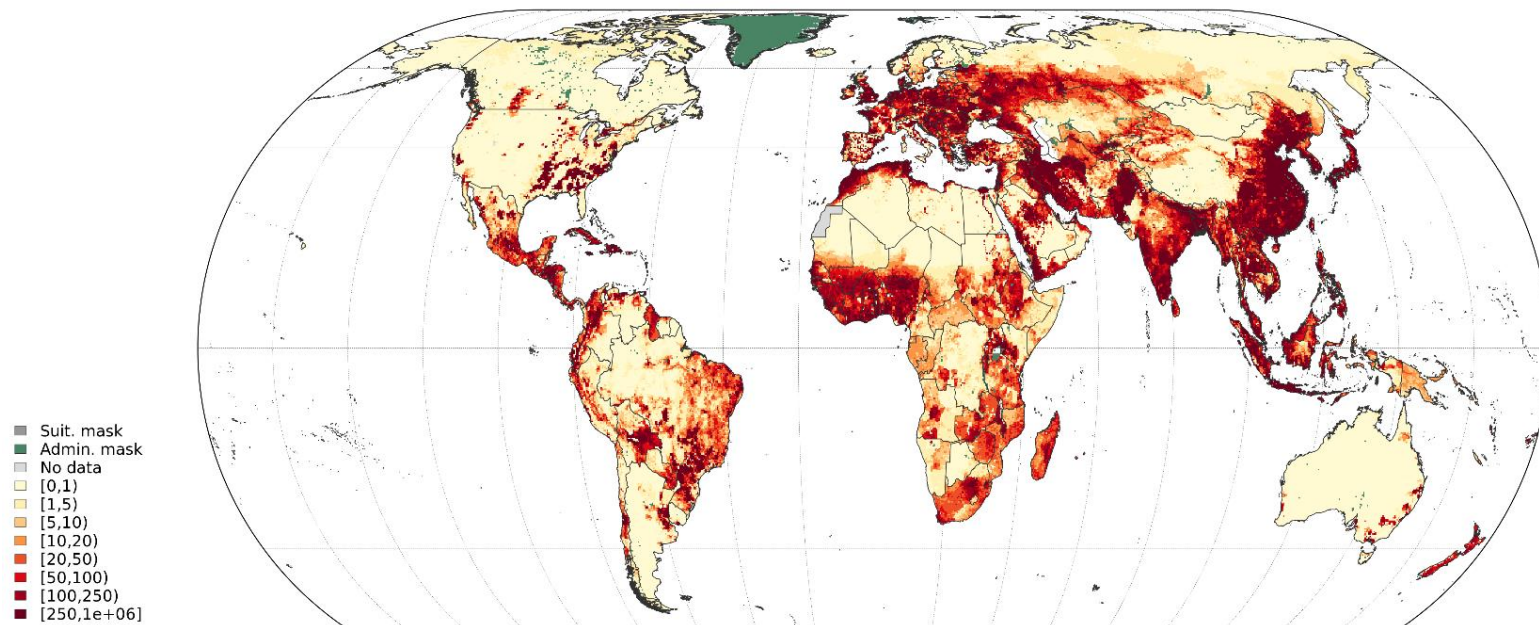 Suit. mask
Admin. mask
No data
[0,1)
[1,5)
[5,10)
[10,20)
[20,50)
[50,100)
[100,250)
[250,1e+06]